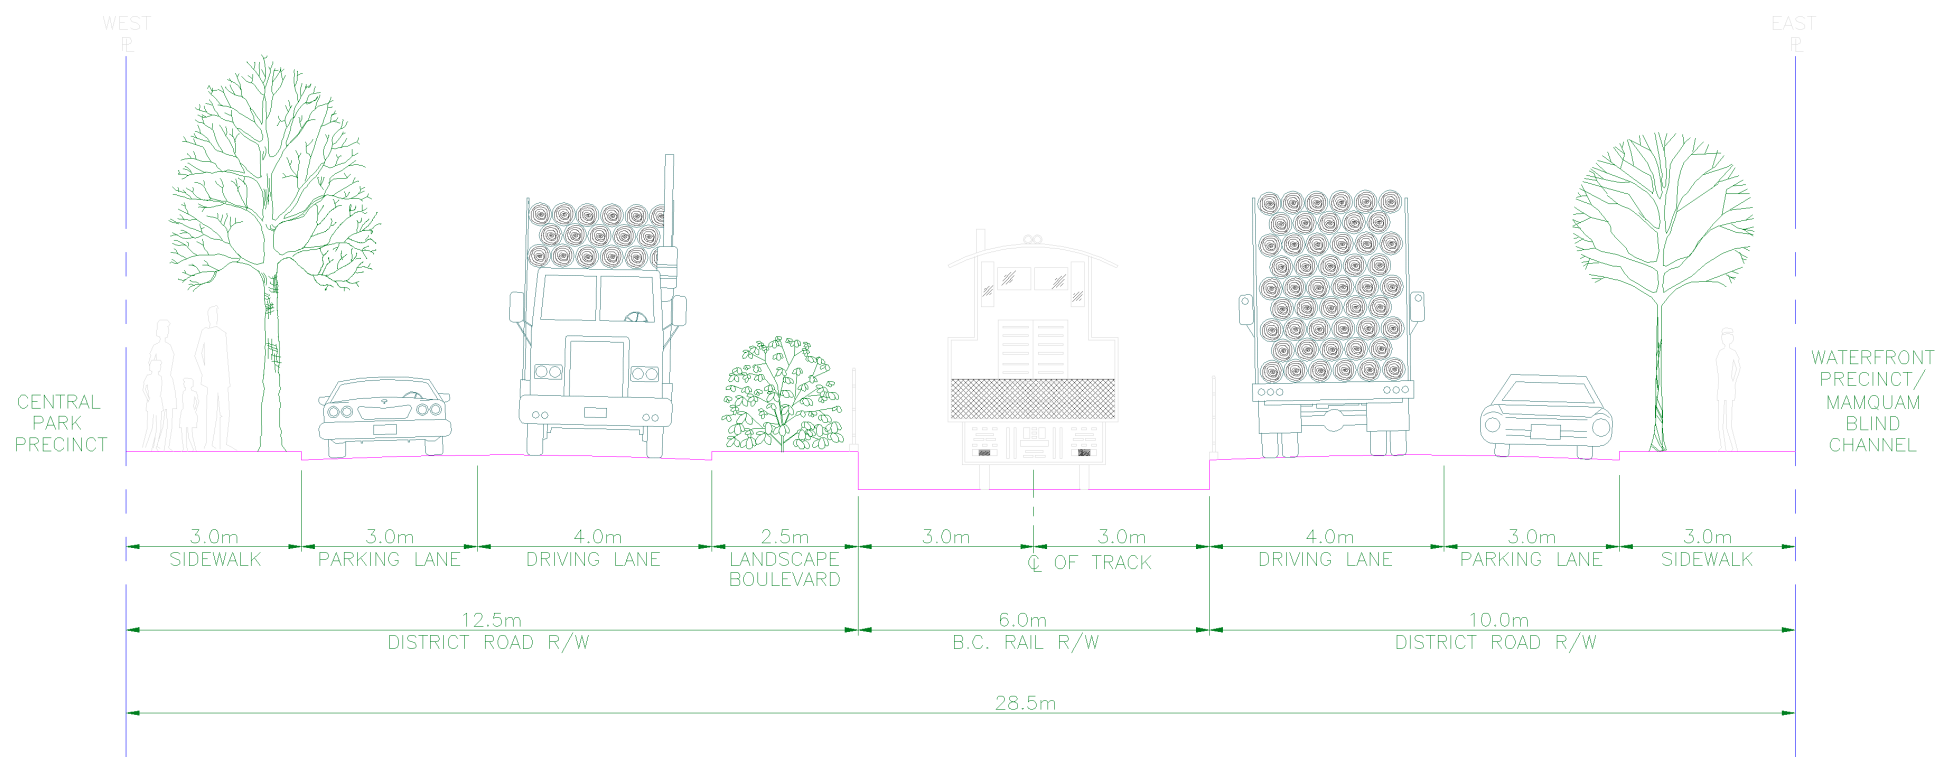 WEST
PL
EAST
PL
CENTRAL
PARK
PRECINCT
WATERFRONT
PRECINCT/
MAMQUAM
BLIND
CHANNEL
3.0m
SIDEWALK
3.0m
PARKING LANE
4.0m
DRIVING LANE
2.5m
LANDSCAPE
BOULEVARD
3.0m
3.0m
CL OF TRACK
4.0m
DRIVING LANE
3.0m
PARKING LANE
3.0m
SIDEWALK
12.5m
DISTRICT ROAD R/W
6.0m
B.C. RAIL R/W
10.0m
DISTRICT ROAD R/W
28.5m